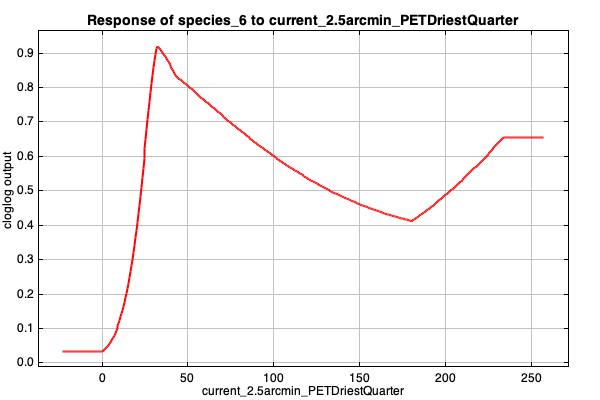 Response of species_6 to current_2.5arcmin_PETDriestQuarter
cloglog output
0.9
0.8
0.7
0.6
0.5
0.4
0.3
0.2
0.1
0.0
0 50 100 150 200 250
current_2.5arcmin_PETDriestQuarter